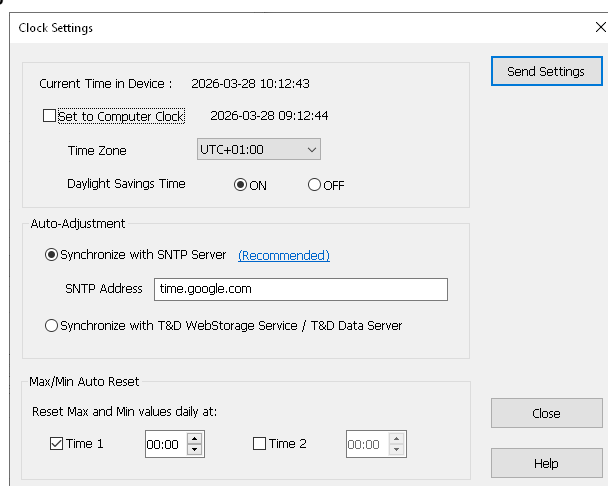 Clock Settings
Send Settings
Current Time in Device : 2026-03-28 10:12:43
Set to Computer Clock 2026-03-28 09:12:44
Time Zone UTC+01:00
Daylight Savings Time ON OFF
Auto-Adjustment
Synchronize with SNTP Server (Recommended)
SNTP Address time.google.com
Synchronize with T&D WebStorage Service / T&D Data Server
Max/Min Auto Reset
Reset Max and Min values daily at:
Close
Time 1 00:00 Time 2 00:00
Help